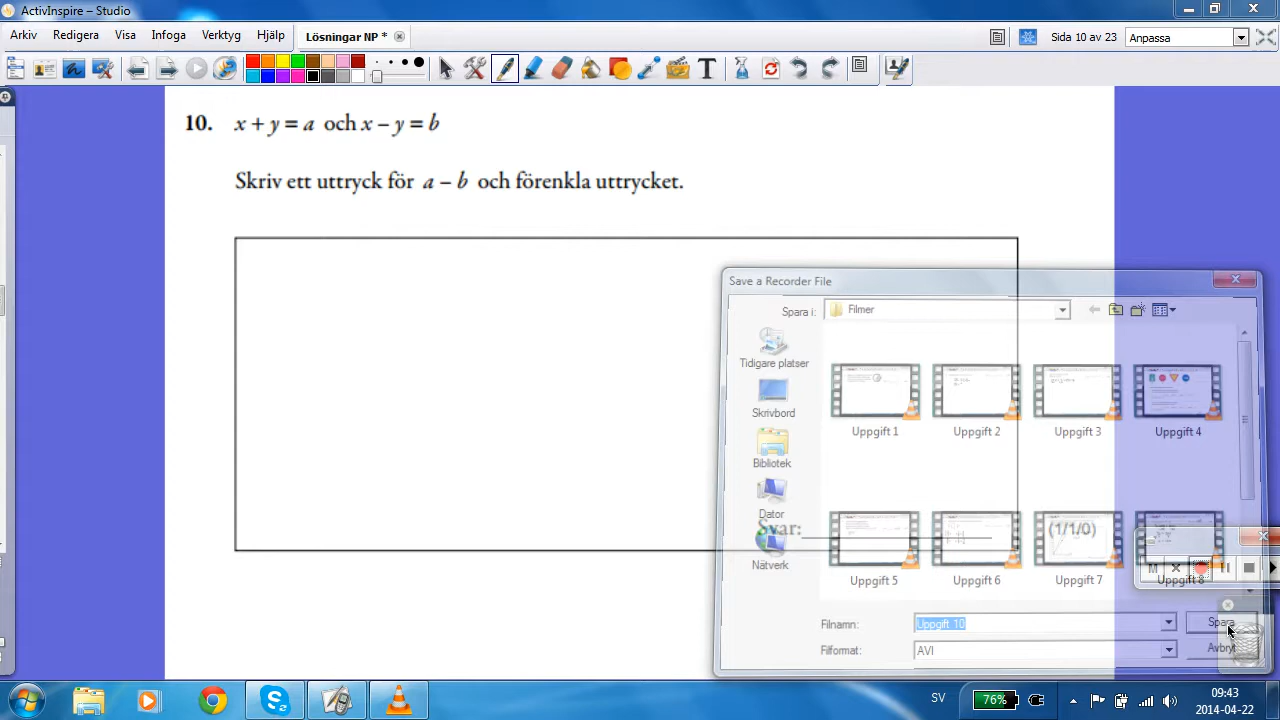 ActivInspire – Studio
Arkiv Redigera Visa Infoga Verktyg Hjälp
Lösningar NP *
Sida 10 av 23
Anpassa
10. x + y = a och x – y = b
Skriv ett uttryck för a – b och förenkla uttrycket.
Svar:
Save a Recorder File
Spara i: Filmer
Tidigare platser
Skrivbord
Bibliotek
Dator
Nätverk
Uppgift 1 Uppgift 2 Uppgift 3 Uppgift 4
(1/1/0)
Uppgift 5 Uppgift 6 Uppgift 7 Uppgift 8
M
Filnamn: Uppgift 10 Spara
Filformat: AVI Avbryt
SV
76%
09:43
2014-04-22